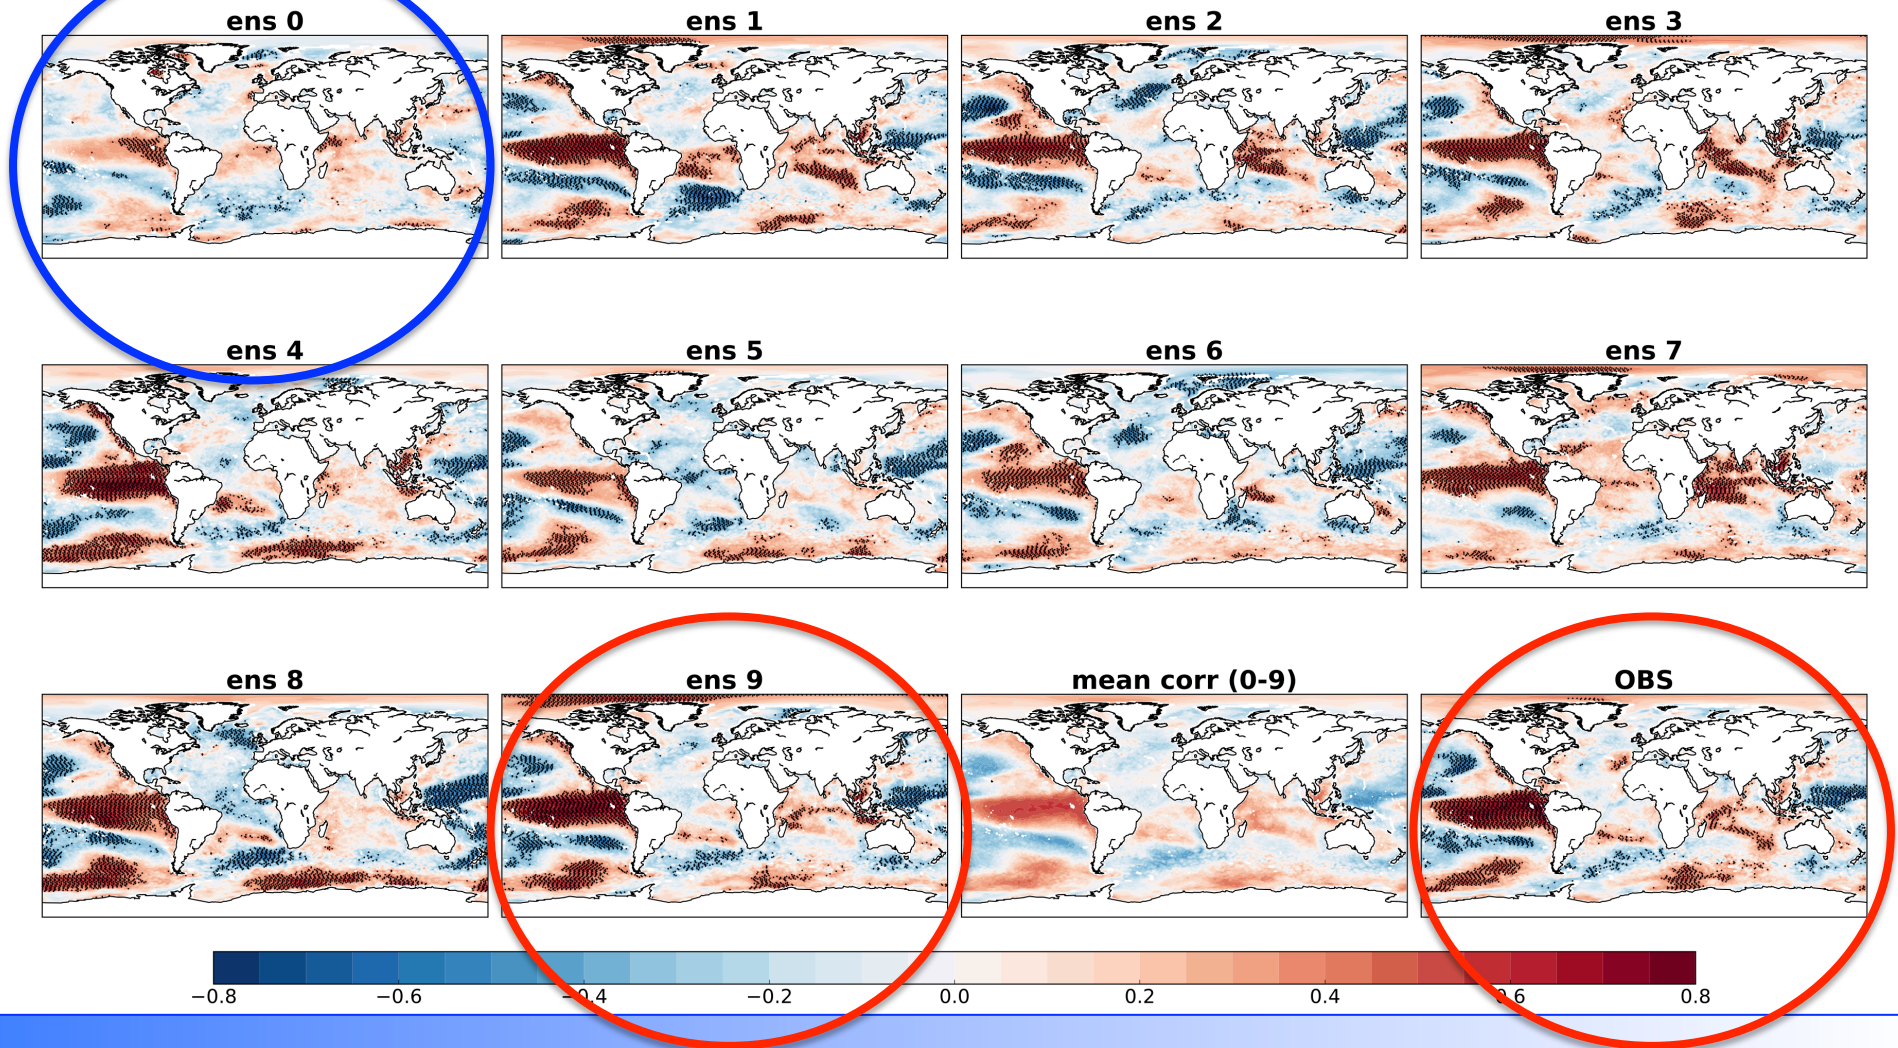 ens 0
ens 1
ens 2
ens 3
ens 4
ens 5
ens 6
ens 7
ens 8
ens 9
mean corr (0-9)
OBS
−0.8 −0.6 −0.4 −0.2 0.0 0.2 0.4 0.6 0.8